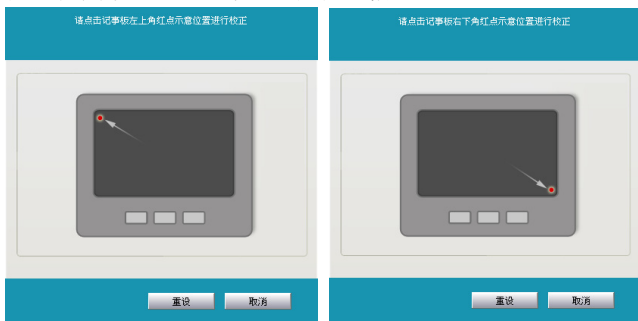 请点击记事板左上角红点示意位置进行校正
重设 取消
请点击记事板右下角红点示意位置进行校正
重设 取消